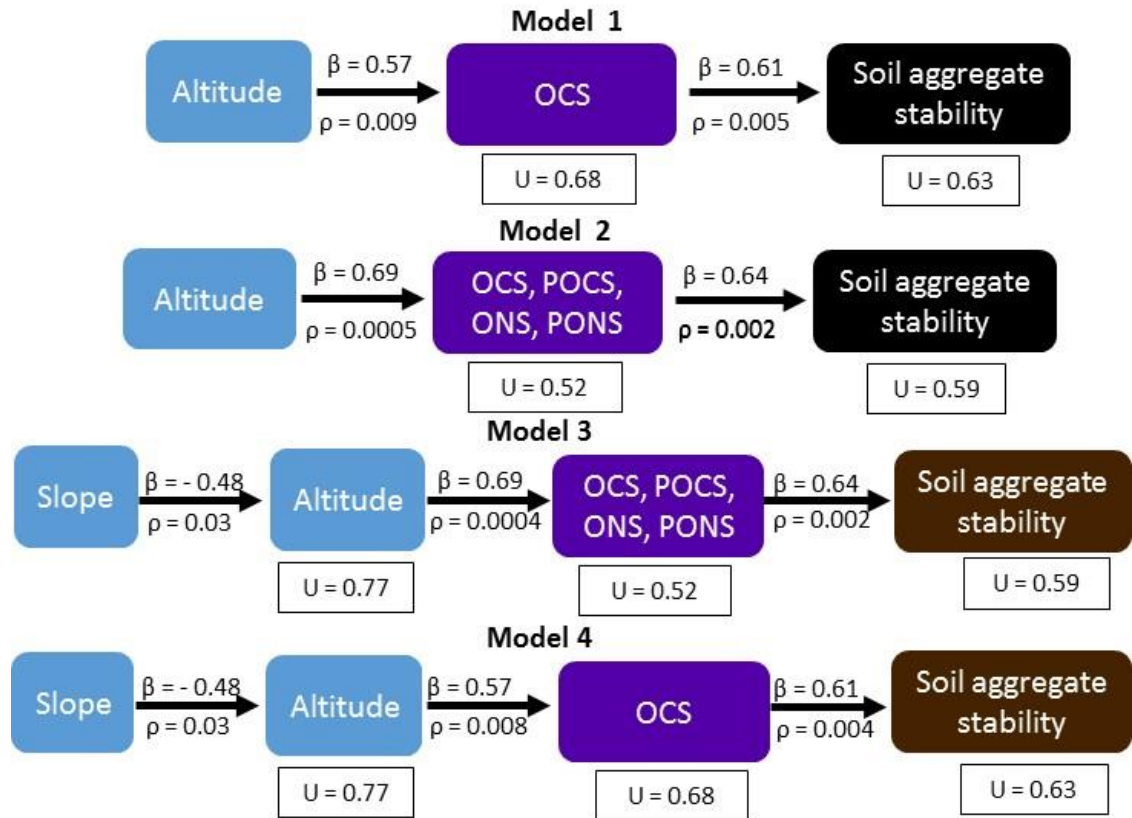 Model 1
β = 0.57
β = 0.61
Altitude
OCS
Soil aggregate
stability
ρ = 0.009
ρ = 0.005
U = 0.68
U = 0.63
Model 2
β = 0.69
β = 0.64
Altitude
OCS, POCS,
ONS, PONS
Soil aggregate
stability
ρ = 0.0005
ρ = 0.002
U = 0.52
U = 0.59
Model 3
β = - 0.48
β = 0.69
β = 0.64
Slope
Altitude
OCS, POCS,
ONS, PONS
Soil aggregate
stability
ρ = 0.03
ρ = 0.0004
ρ = 0.002
U = 0.77
U = 0.52
U = 0.59
Model 4
β = - 0.48
β = 0.57
β = 0.61
Slope
Altitude
OCS
Soil aggregate
stability
ρ = 0.03
ρ = 0.008
ρ = 0.004
U = 0.77
U = 0.68
U = 0.63